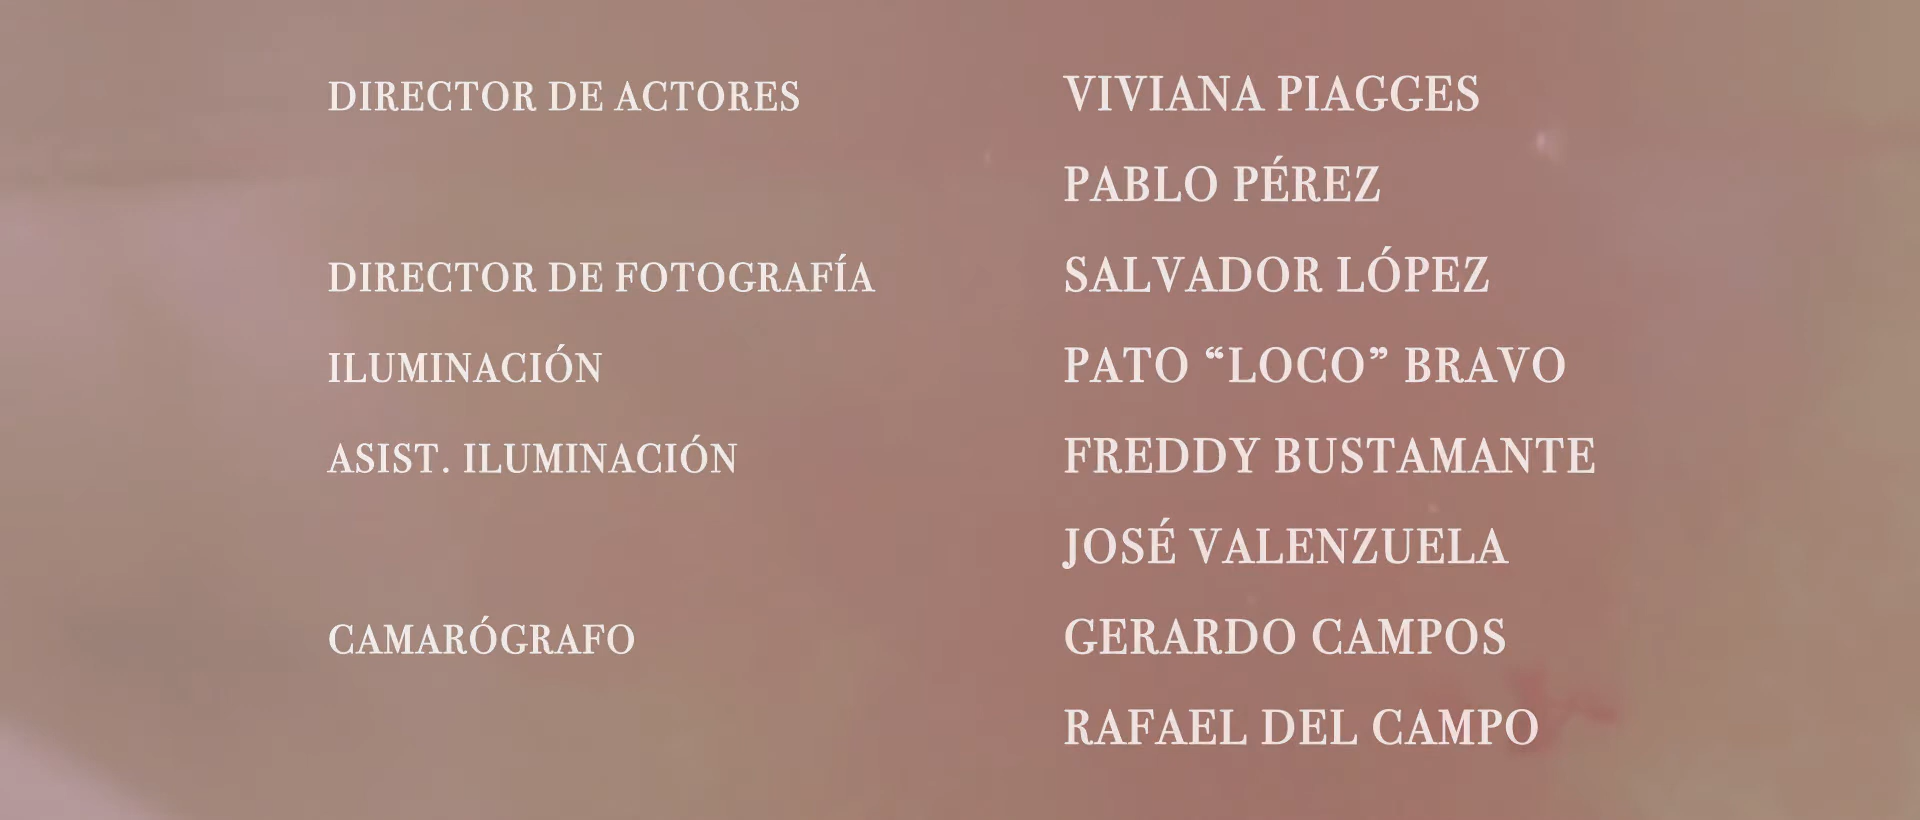 DIRECTOR DE ACTORES VIVIANA PIAGGES
PABLO PÉREZ
DIRECTOR DE FOTOGRAFÍA SALVADOR LÓPEZ
ILUMINACIÓN PATO “LOCO” BRAVO
ASIST. ILUMINACIÓN FREDDY BUSTAMANTE
JOSÉ VALENZUELA
CAMARÓGRAFO GERARDO CAMPOS
RAFAEL DEL CAMPO